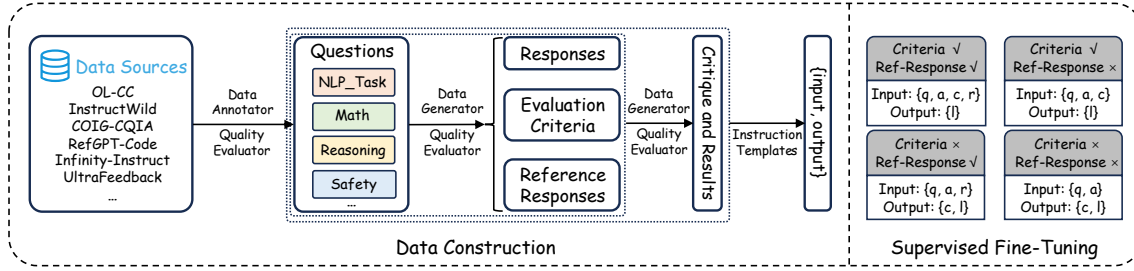 Data Sources
OL-CC
InstructWild
COIG-CQIA
RefGPT-Code
Infinity-Instruct
UltraFeedback
...
Data
Annotator
Quality
Evaluator
Questions
NLP_Task
Math
Reasoning
Safety
...
Data
Generator
Quality
Evaluator
Responses
Evaluation
Criteria
Reference
Responses
Data
Generator
Quality
Evaluator
Critique and Results
Instruction
Templates
{input, output}
Data Construction
Criteria √
Ref-Response √
Input: {q, a, c, r}
Output: {l}
Criteria √
Ref-Response ×
Input: {q, a, c}
Output: {l}
Criteria ×
Ref-Response √
Input: {q, a, r}
Output: {c, l}
Criteria ×
Ref-Response ×
Input: {q, a}
Output: {c, l}
Supervised Fine-Tuning